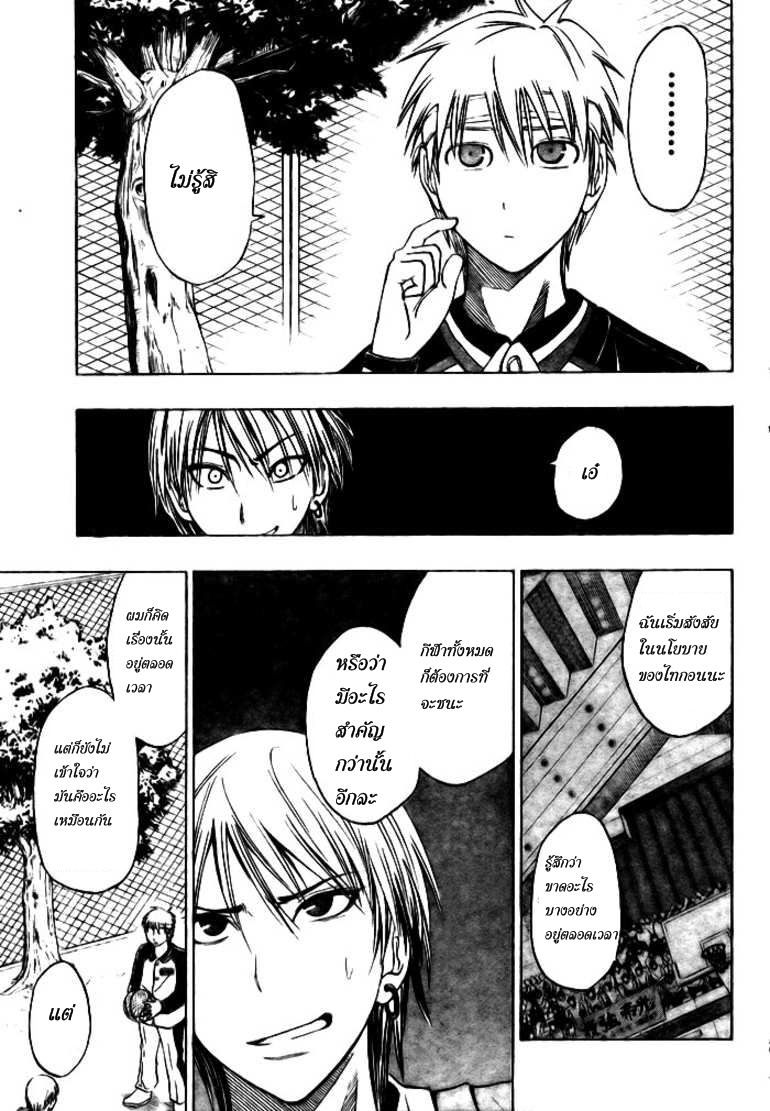 .........
ไม่รู้สิ
เอ๋
ฉันเริ่มสังสัย
ในนโยบาย
ของไทกอนนะ
รู้สึกว่า
ขาดอะไร
บางอย่าง
อยู่ตลอดเวลา
กีฬาทั้งหมด
ก็ต้องการที่
จะชนะ
หรือว่า
มีอะไร
สำคัญ
กว่านั้น
อีกละ
ผมก็คิด
เรื่องนั้น
อยู่ตลอด
เวลา
แต่ก็ยังไม่
เข้าใจว่า
มันคืออะไร
เหมือนกัน
แต่